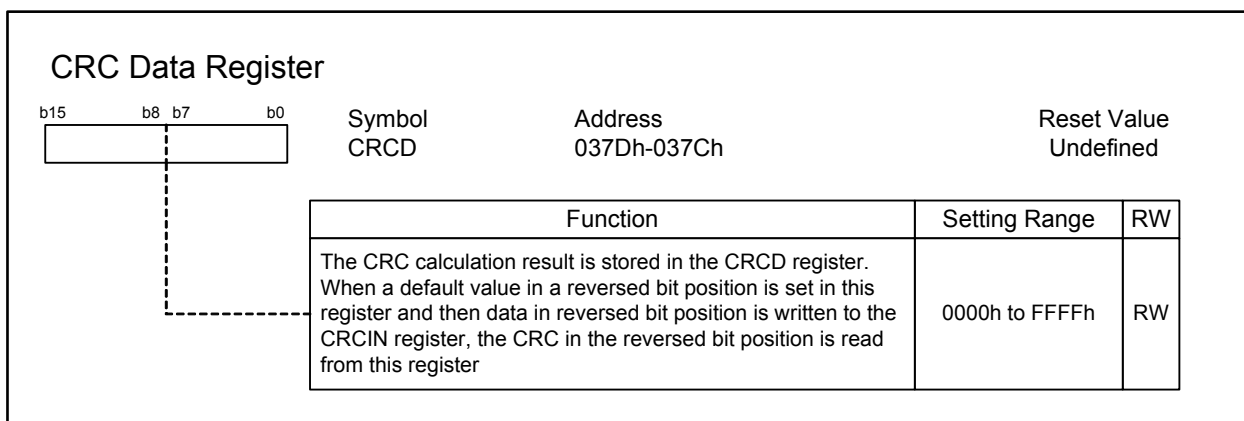 CRC Data Register
b15 b8 b7 b0
Symbol Address Reset Value
CRCD 037Dh-037Ch Undefined
Function Setting Range RW
The CRC calculation result is stored in the CRCD register.
When a default value in a reversed bit position is set in this
register and then data in reversed bit position is written to the
CRCIN register, the CRC in the reversed bit position is read
from this register
0000h to FFFFh RW